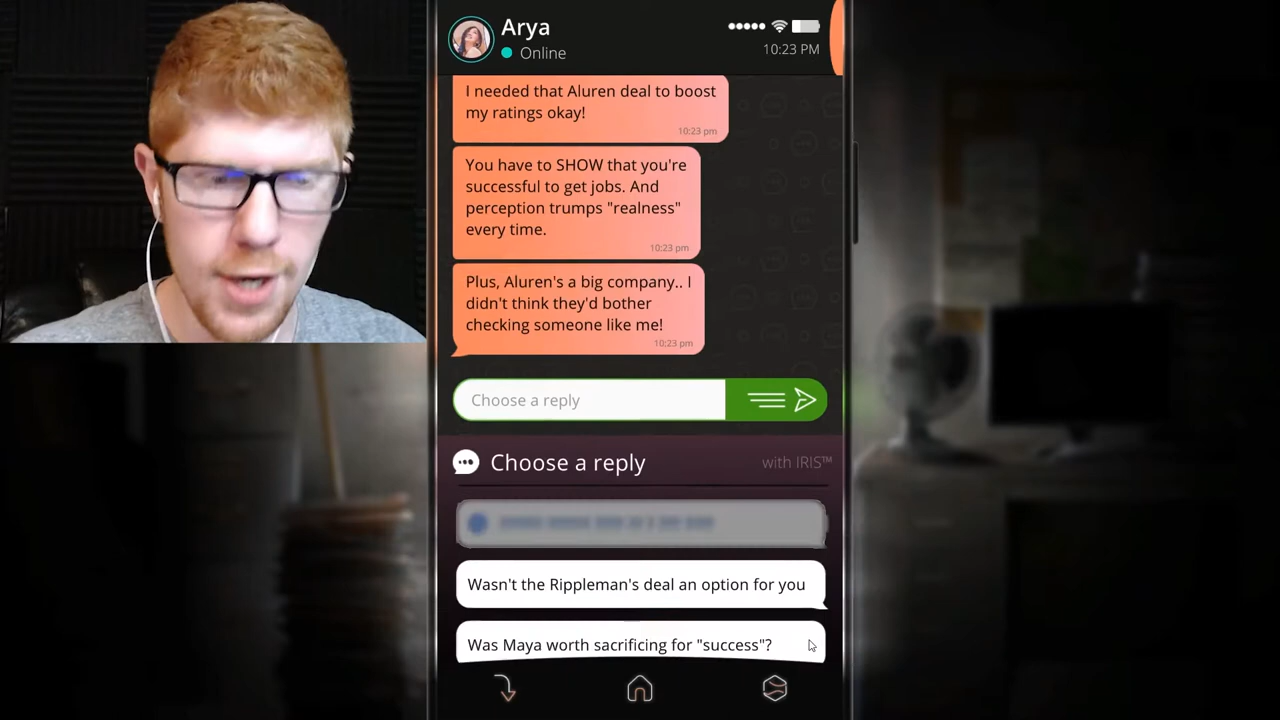 Arya
Online
10:23 PM
I needed that Aluren deal to boost
my ratings okay!
10:23 pm
You have to SHOW that you're
successful to get jobs. And
perception trumps "realness"
every time.
10:23 pm
Plus, Aluren's a big company.. I
didn't think they'd bother
checking someone like me!
10:23 pm
Choose a reply
Choose a reply
with IRIS™
Wasn't the Rippleman's deal an option for you
Was Maya worth sacrificing for "success"?